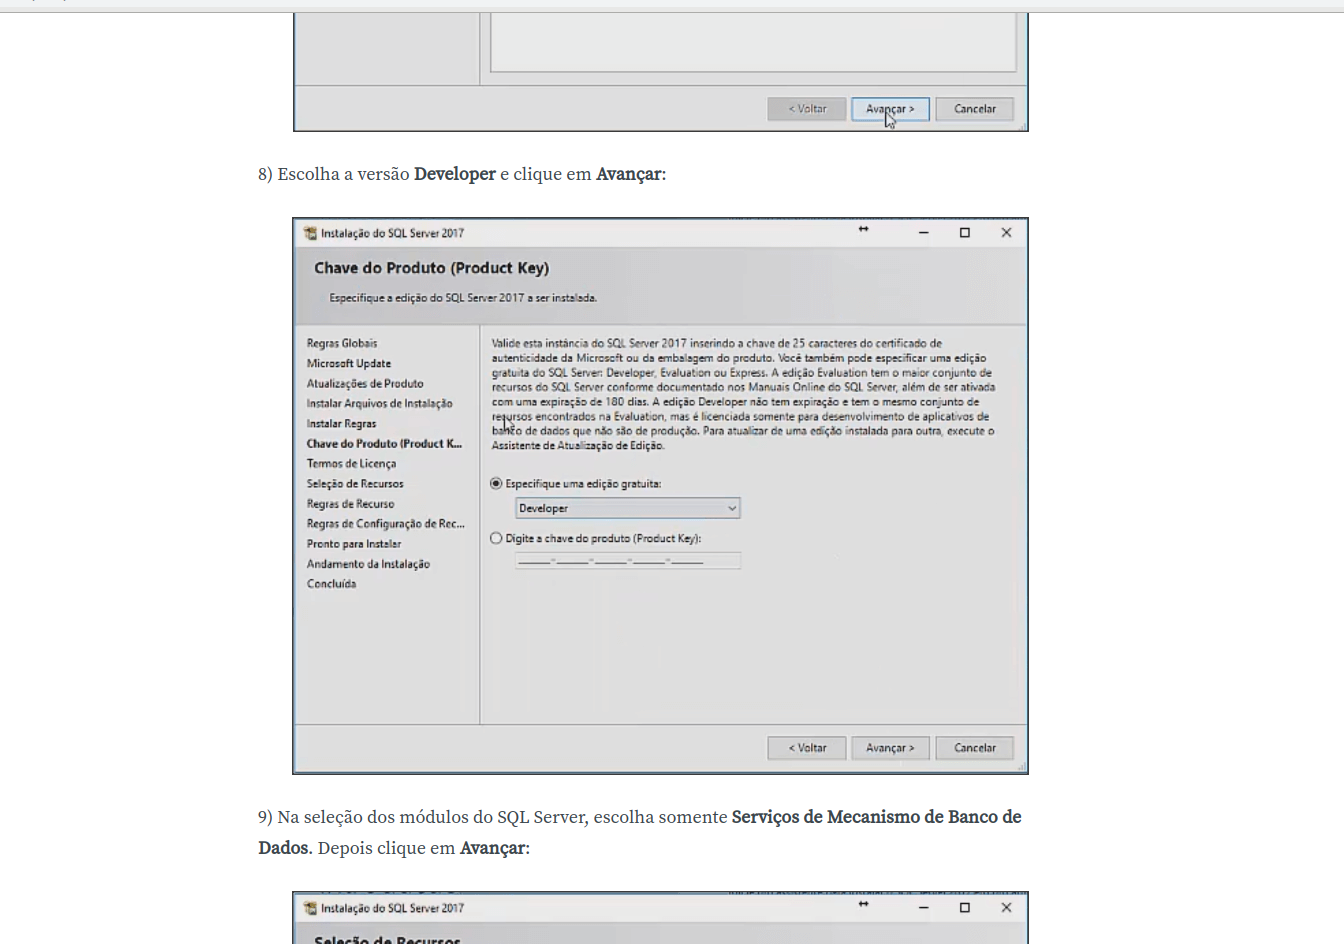 < Voltar Avançar > Cancelar
8) Escolha a versão Developer e clique em Avançar:
Instalação do SQL Server 2017
Chave do Produto (Product Key)
Especifique a edição do SQL Server 2017 a ser instalada.
Regras Globais
Microsoft Update
Atualizações de Produto
Instalar Arquivos de Instalação
Instalar Regras
Chave do Produto (Product K...
Termos de Licença
Seleção de Recursos
Regras de Recurso
Regras de Configuração de Rec...
Pronto para Instalar
Andamento da Instalação
Concluída
Valide esta instância do SQL Server 2017 inserindo a chave de 25 caracteres do certificado de
autenticidade da Microsoft ou da embalagem do produto. Você também pode especificar uma edição
gratuita do SQL Server: Developer, Evaluation ou Express. A edição Evaluation tem o maior conjunto de
recursos do SQL Server conforme documentado nos Manuais Online do SQL Server, além de ser ativada
com uma expiração de 180 dias. A edição Developer não tem expiração e tem o mesmo conjunto de
recursos encontrados na Evaluation, mas é licenciada somente para desenvolvimento de aplicativos de
banco de dados que não são de produção. Para atualizar de uma edição instalada para outra, execute o
Assistente de Atualização de Edição.
Especifique uma edição gratuita:
Developer
Digite a chave do produto (Product Key):
_____-_____-_____-_____-_____
< Voltar Avançar > Cancelar
9) Na seleção dos módulos do SQL Server, escolha somente Serviços de Mecanismo de Banco de
Dados. Depois clique em Avançar:
Instalação do SQL Server 2017
Seleção de Recursos